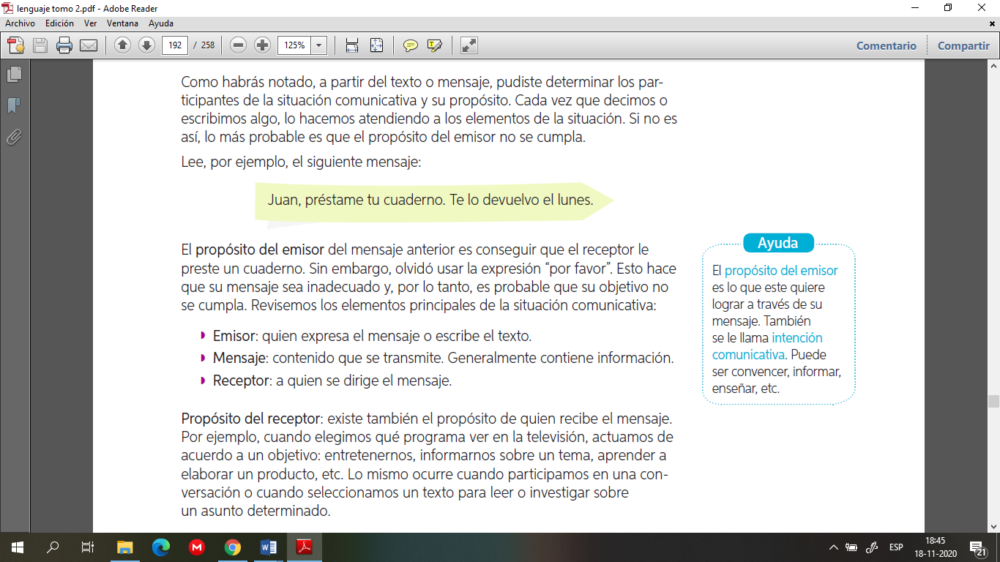 lenguaje tomo 2.pdf - Adobe Reader
Archivo Edición Ver Ventana Ayuda
192 / 258 125% Comentario Compartir
Como habrás notado, a partir del texto o mensaje, pudiste determinar los par-
ticipantes de la situación comunicativa y su propósito. Cada vez que decimos o
escribimos algo, lo hacemos atendiendo a los elementos de la situación. Si no es
así, lo más probable es que el propósito del emisor no se cumpla.
Lee, por ejemplo, el siguiente mensaje:
Juan, préstame tu cuaderno. Te lo devuelvo el lunes.
El propósito del emisor del mensaje anterior es conseguir que el receptor le
preste un cuaderno. Sin embargo, olvidó usar la expresión “por favor”. Esto hace
que su mensaje sea inadecuado y, por lo tanto, es probable que su objetivo no
se cumpla. Revisemos los elementos principales de la situación comunicativa:
Emisor: quien expresa el mensaje o escribe el texto.
Mensaje: contenido que se transmite. Generalmente contiene información.
Receptor: a quien se dirige el mensaje.
Propósito del receptor: existe también el propósito de quien recibe el mensaje.
Por ejemplo, cuando elegimos qué programa ver en la televisión, actuamos de
acuerdo a un objetivo: entretenernos, informarnos sobre un tema, aprender a
elaborar un producto, etc. Lo mismo ocurre cuando participamos en una con-
versación o cuando seleccionamos un texto para leer o investigar sobre
un asunto determinado.
Ayuda
El propósito del emisor
es lo que este quiere
lograr a través de su
mensaje. También
se le llama intención
comunicativa. Puede
ser convencer, informar,
enseñar, etc.
ESP
18:45
18-11-2020
21